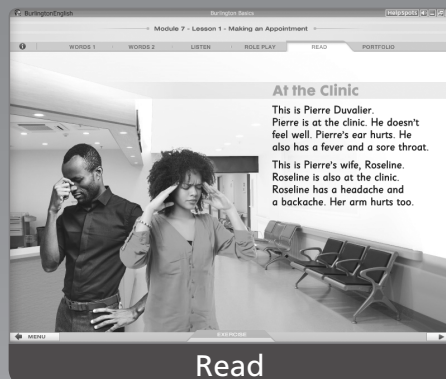 BurlingtonEnglish
Burlington Basics
HelpSpots
Module 7 - Lesson 1 - Making an Appointment
WORDS 1
WORDS 2
LISTEN
ROLE PLAY
READ
PORTFOLIO
At the Clinic
This is Pierre Duvalier.
Pierre is at the clinic. He doesn't
feel well. Pierre's ear hurts. He
also has a fever and a sore throat.
This is Pierre's wife, Roseline.
Roseline is also at the clinic.
Roseline has a headache and
a backache. Her arm hurts too.
MENU
Read